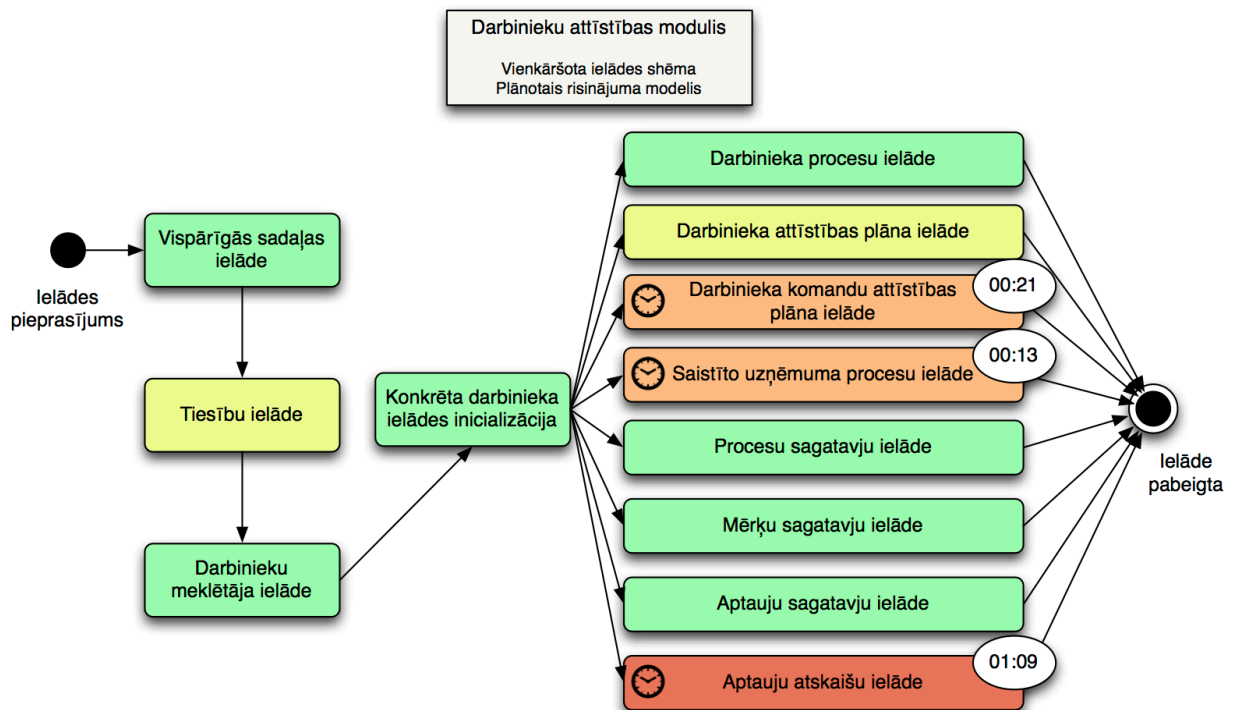 Darbinieku attīstības modulis
Vienkāršota ielādes shēma
Plānotais risinājuma modelis
Ielādes
pieprasījums
Vispārīgās sadaļas
ielāde
Tiesību ielāde
Darbinieku
meklētāja ielāde
Konkrēta darbinieka
ielādes inicializācija
Darbinieka procesu ielāde
Darbinieka attīstības plāna ielāde
Darbinieka komandu attīstības
plāna ielāde
00:21
Saistīto uzņēmuma procesu ielāde
00:13
Procesu sagatavju ielāde
Mērķu sagatavju ielāde
Aptauju sagatavju ielāde
Aptauju atskaišu ielāde
01:09
Ielāde
pabeigta